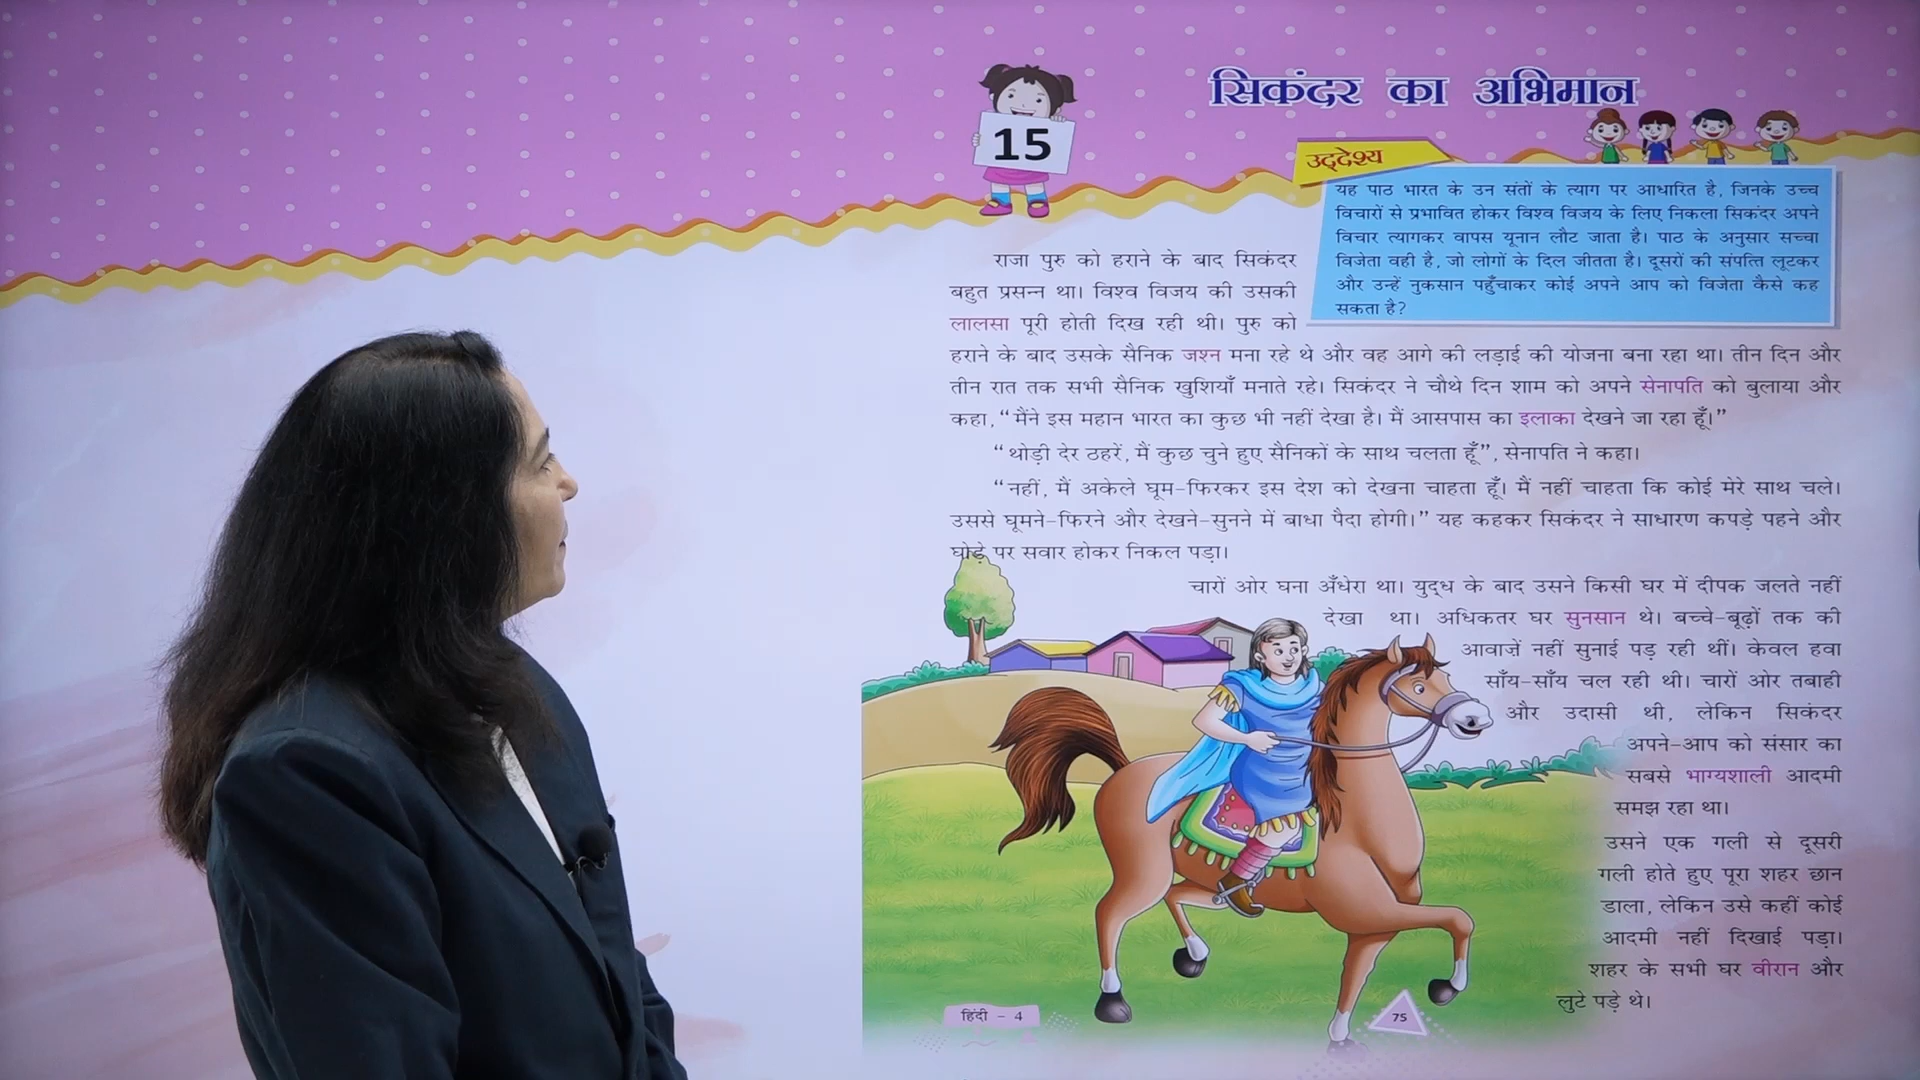 15
सिकंदर का अभिमान
उद्देश्य
यह पाठ भारत के उन संतों के त्याग पर आधारित है, जिनके उच्च
विचारों से प्रभावित होकर विश्व विजय के लिए निकला सिकंदर अपने
विचार त्यागकर वापस यूनान लौट जाता है। पाठ के अनुसार सच्चा
विजेता वही है, जो लोगों के दिल जीतता है। दूसरों की संपत्ति लूटकर
और उन्हें नुकसान पहुँचाकर कोई अपने आप को विजेता कैसे कह
सकता है?
राजा पुरु को हराने के बाद सिकंदर
बहुत प्रसन्न था। विश्व विजय की उसकी
लालसा पूरी होती दिख रही थी। पुरु को
हराने के बाद उसके सैनिक जश्न मना रहे थे और वह आगे की लड़ाई की योजना बना रहा था। तीन दिन और
तीन रात तक सभी सैनिक खुशियाँ मनाते रहे। सिकंदर ने चौथे दिन शाम को अपने सेनापति को बुलाया और
कहा, “मैंने इस महान भारत का कुछ भी नहीं देखा है। मैं आसपास का इलाका देखने जा रहा हूँ।”
“थोड़ी देर ठहरें, मैं कुछ चुने हुए सैनिकों के साथ चलता हूँ”, सेनापति ने कहा।
“नहीं, मैं अकेले घूम-फिरकर इस देश को देखना चाहता हूँ। मैं नहीं चाहता कि कोई मेरे साथ चले।
उससे घूमने-फिरने और देखने-सुनने में बाधा पैदा होगी।” यह कहकर सिकंदर ने साधारण कपड़े पहने और
घोड़े पर सवार होकर निकल पड़ा।
चारों ओर घना अँधेरा था। युद्ध के बाद उसने किसी घर में दीपक जलते नहीं
देखा था। अधिकतर घर सुनसान थे। बच्चे-बूढ़ों तक की
आवाज़ें नहीं सुनाई पड़ रही थीं। केवल हवा
साँय-साँय चल रही थी। चारों ओर तबाही
और उदासी थी, लेकिन सिकंदर
अपने-आप को संसार का
सबसे भाग्यशाली आदमी
समझ रहा था।
उसने एक गली से दूसरी
गली होते हुए पूरा शहर छान
डाला, लेकिन उसे कहीं कोई
आदमी नहीं दिखाई पड़ा।
शहर के सभी घर वीरान और
लुटे पड़े थे।
हिंदी - 4
75